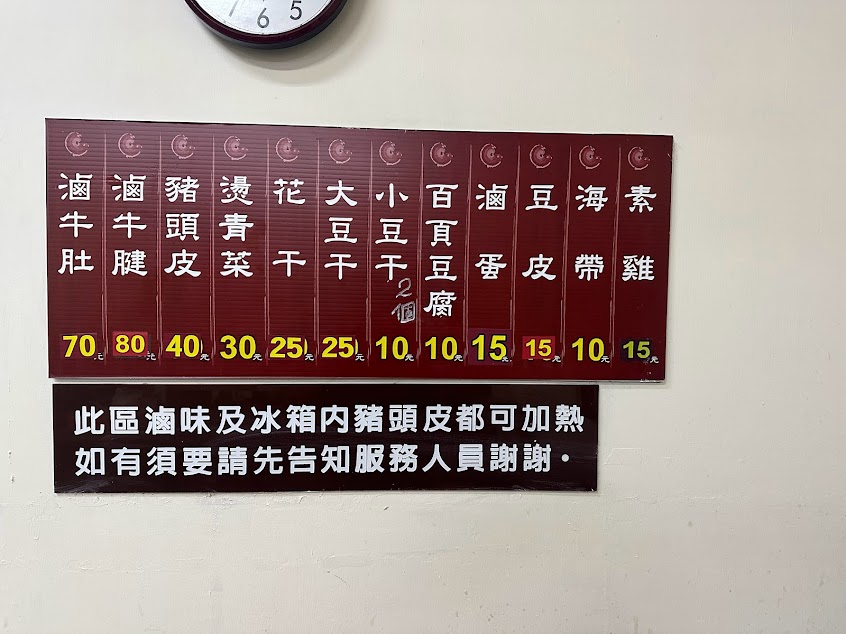 6 5
滷牛肚 70元
滷牛腱 80元
豬頭皮 40元
燙青菜 30元
花干 25元
大豆干 25元
小豆干 2個 10元
百頁豆腐 10元
滷蛋 15元
豆皮 15元
海帶 10元
素雞 15元
此區滷味及冰箱內豬頭皮都可加熱
如有須要請先告知服務人員謝謝。